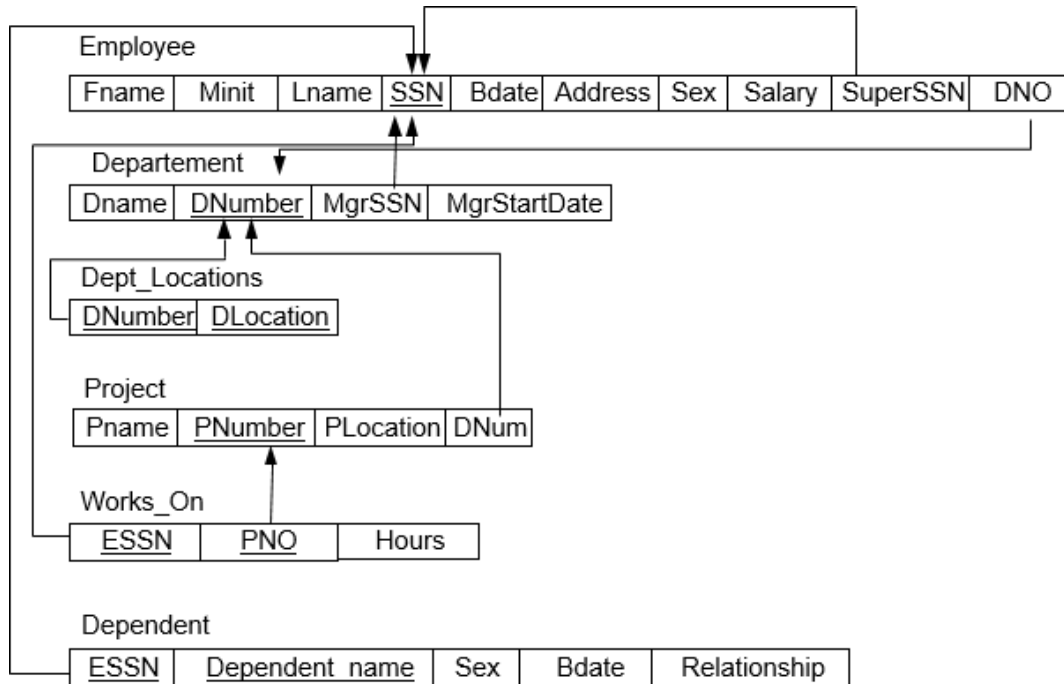 Employee
Fname Minit Lname SSN Bdate Address Sex Salary SuperSSN DNO
Departement
Dname DNumber MgrSSN MgrStartDate
Dept_Locations
DNumber DLocation
Project
Pname PNumber PLocation DNum
Works_On
ESSN PNO Hours
Dependent
ESSN Dependent_name Sex Bdate Relationship